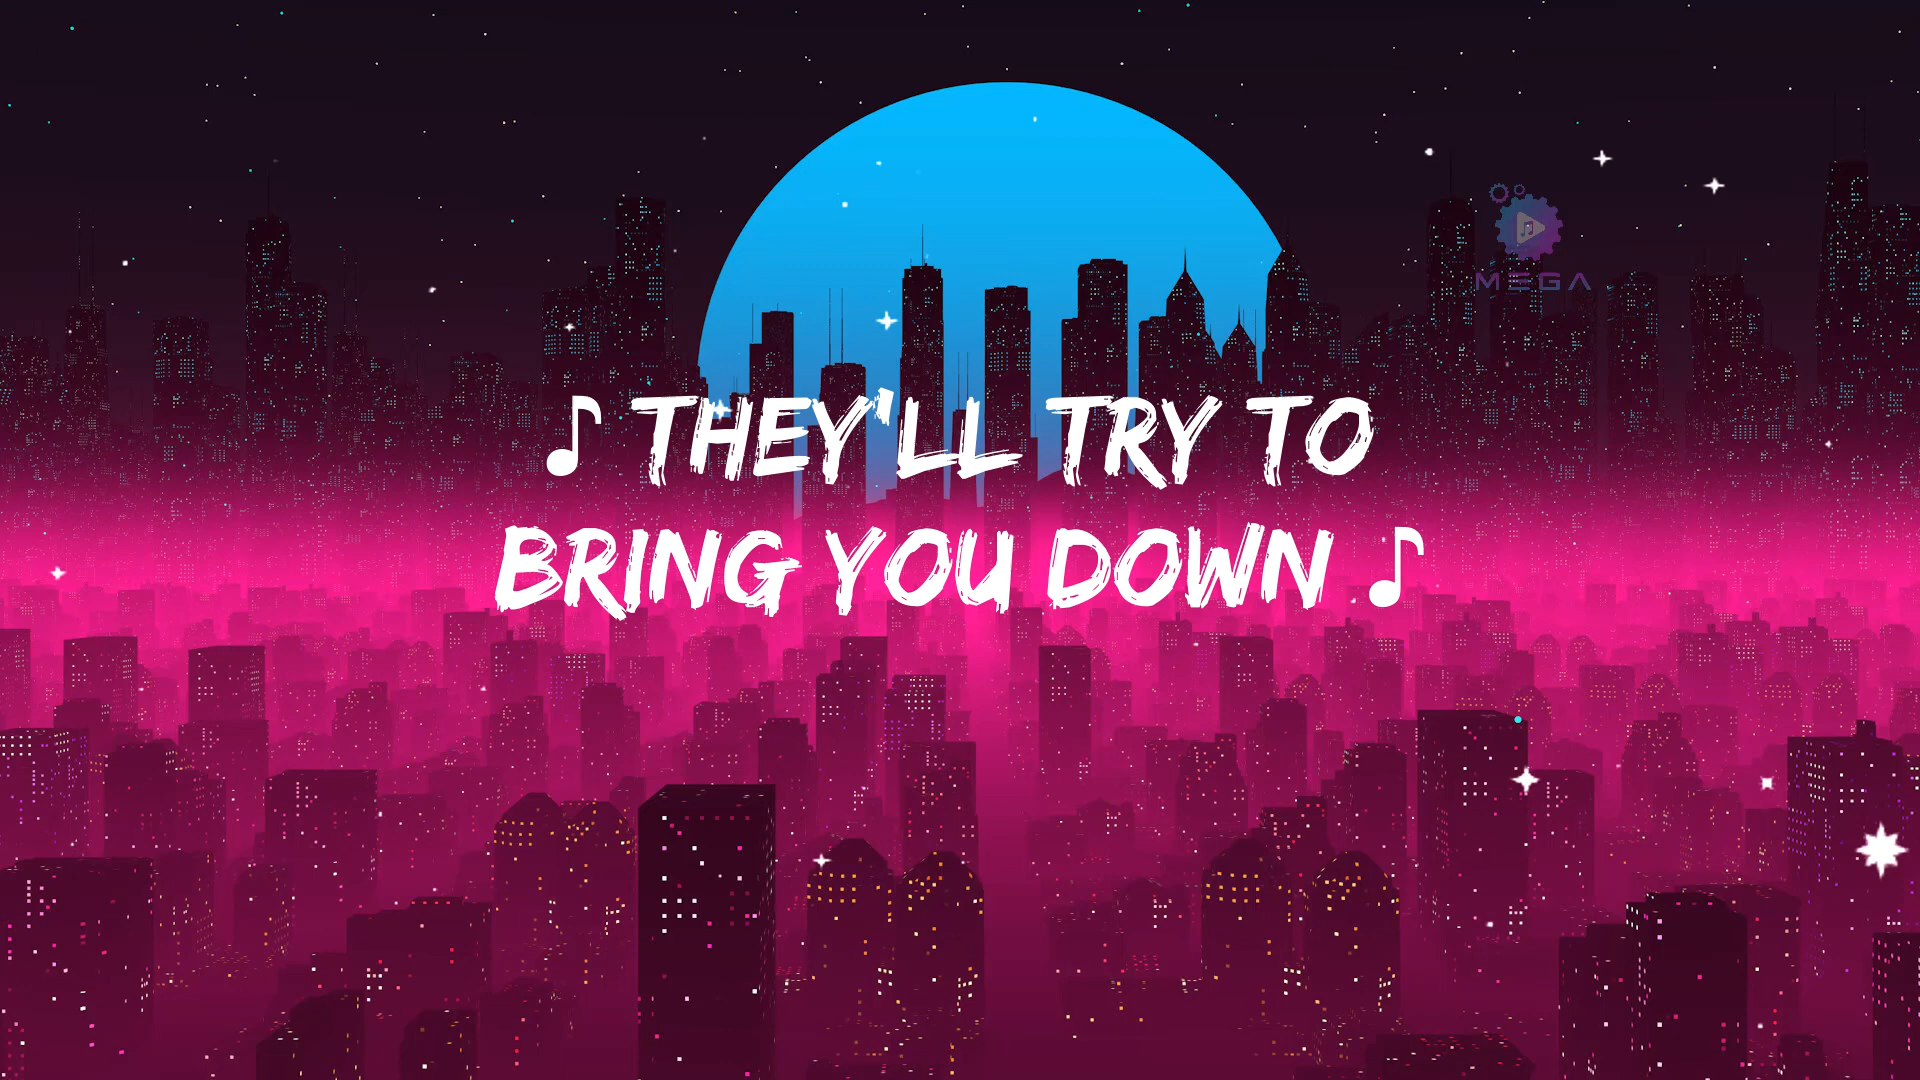 MEGA
♪ THEY'LL TRY TO
BRING YOU DOWN ♪